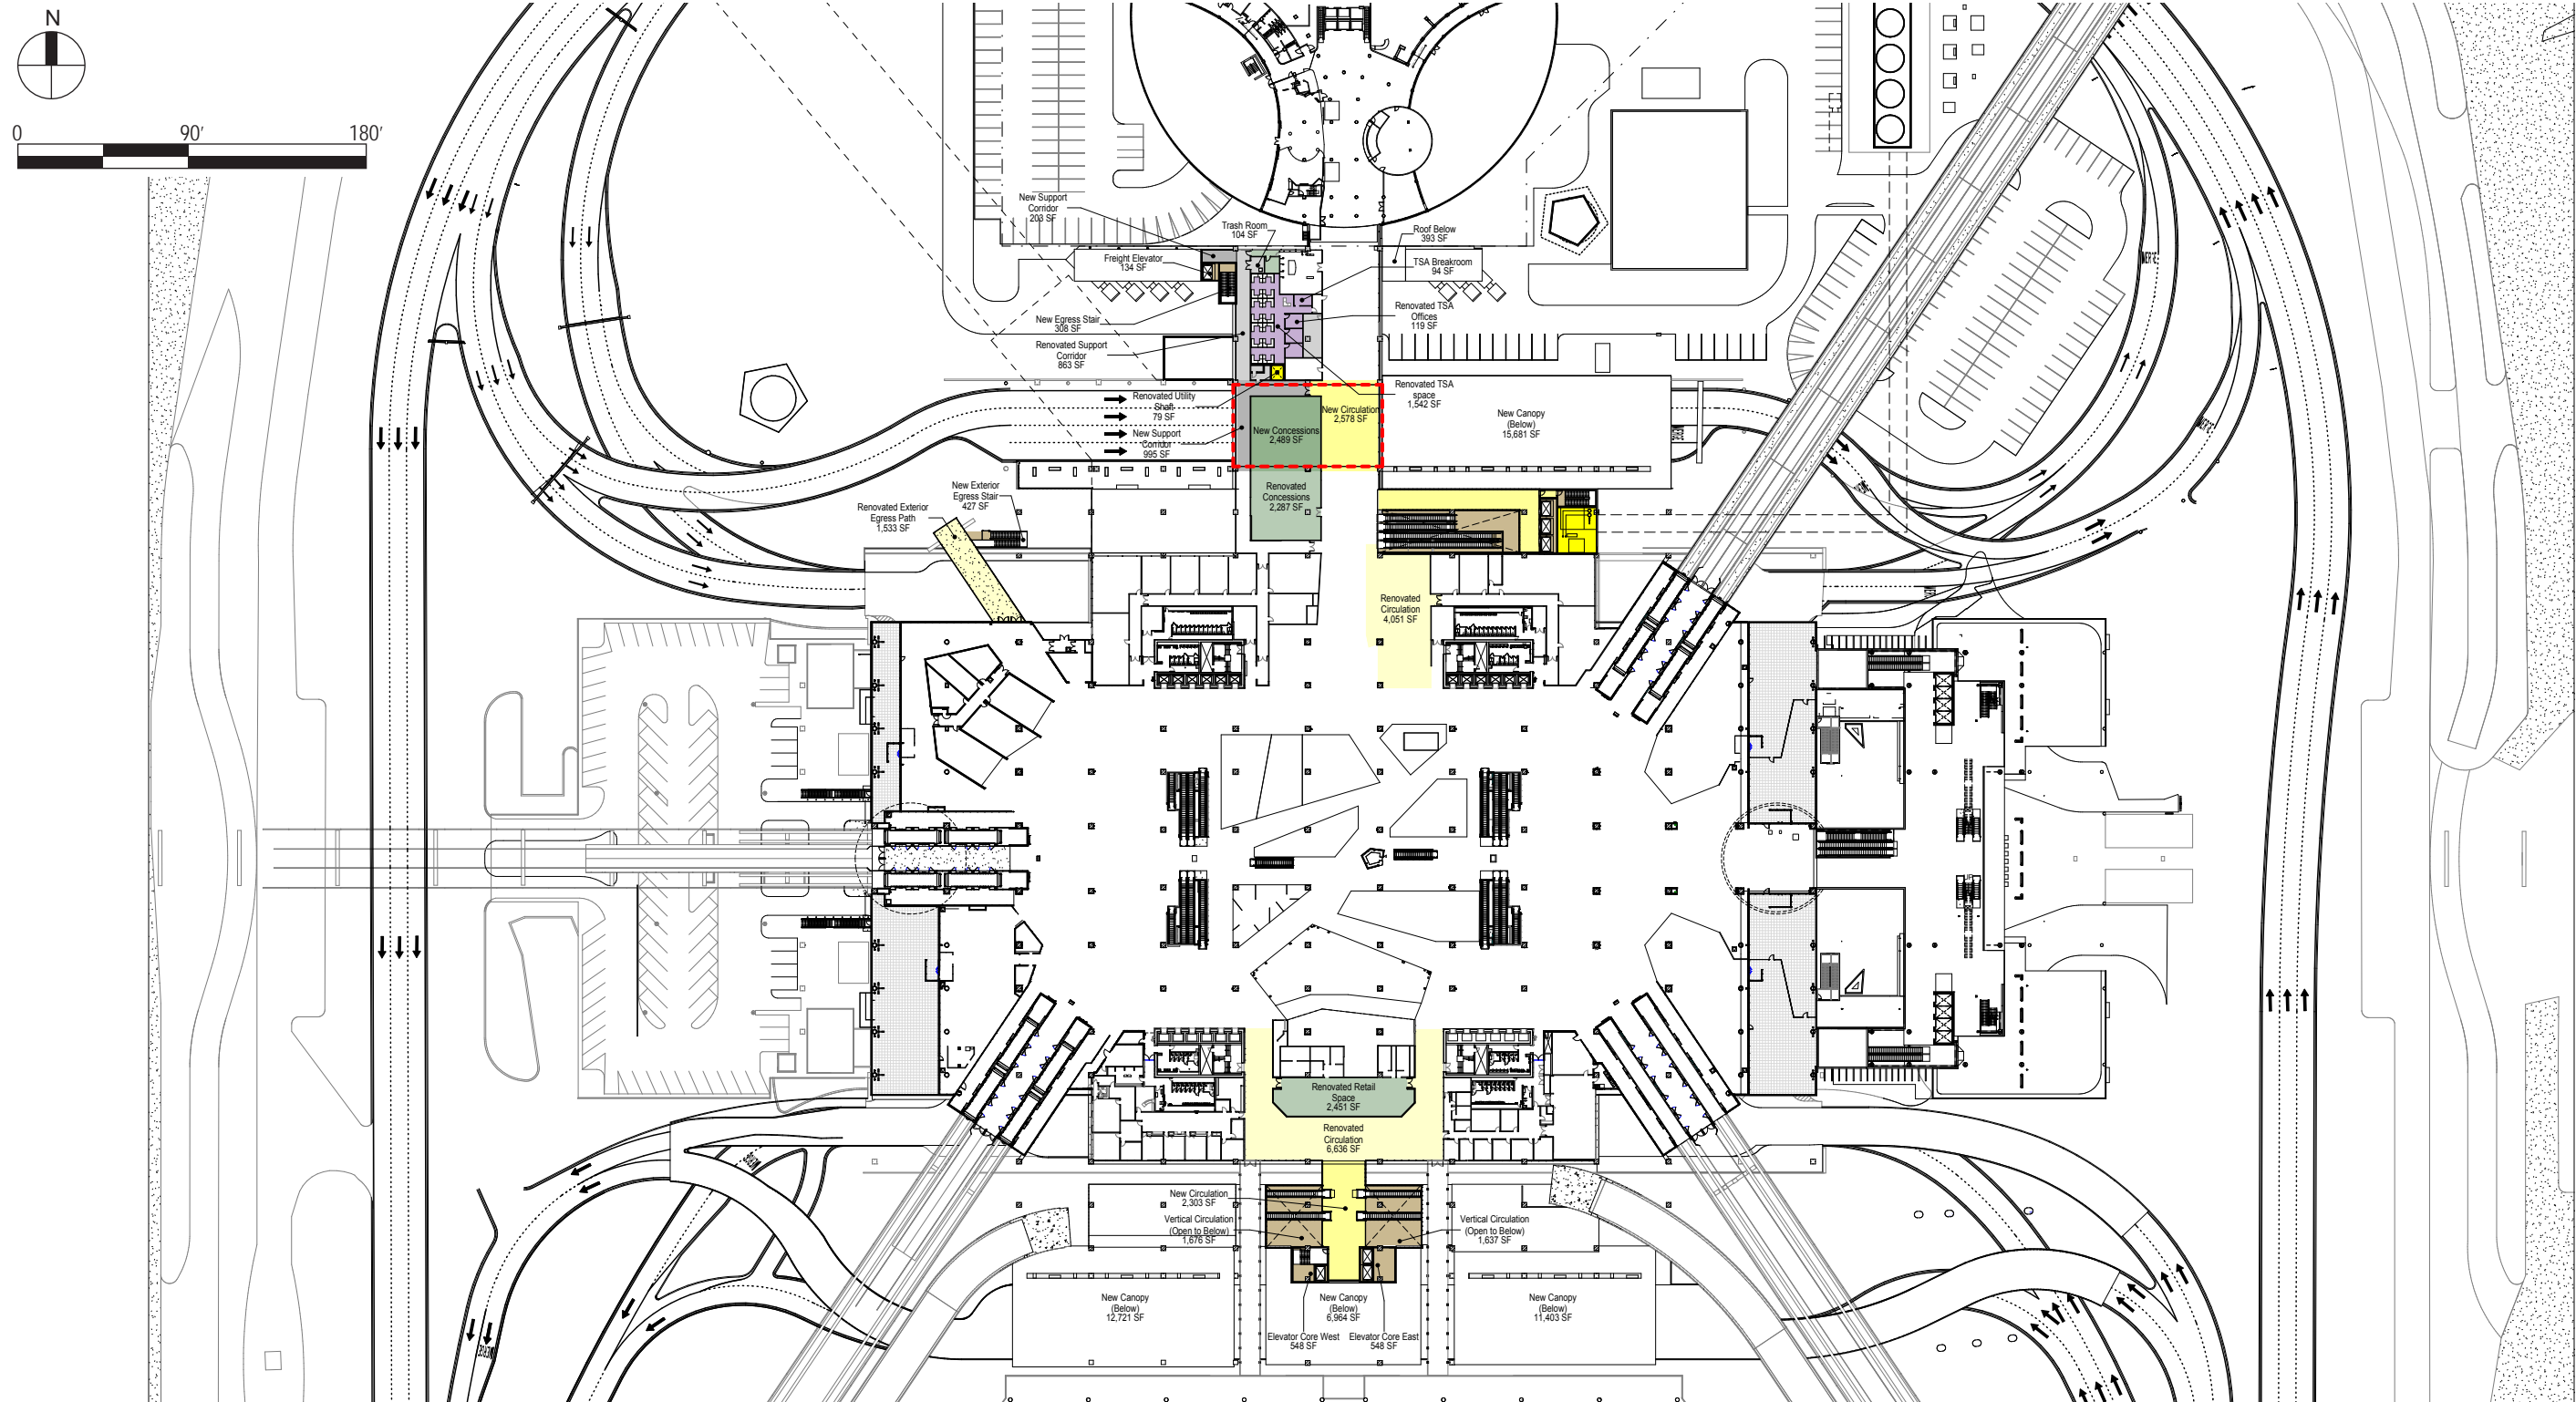 N
0 90' 180'
New Support
Corridor
203 SF
Trash Room
104 SF
Roof Below
393 SF
Freight Elevator
134 SF
TSA Breakroom
94 SF
New Egress Stair
308 SF
Renovated TSA
Offices
119 SF
Renovated Support
Corridor
863 SF
Renovated TSA
space
1,542 SF
Renovated Utility
Shaft
79 SF
New Support
Corridor
995 SF
New Concessions
2,489 SF
New Circulation
2,578 SF
New Canopy
(Below)
15,681 SF
Renovated
Concessions
2,287 SF
New Exterior
Egress Stair
427 SF
Renovated Exterior
Egress Path
1,533 SF
Renovated
Circulation
4,051 SF
MERGE
MERGE
Renovated Retail
Space
2,451 SF
Renovated
Circulation
6,636 SF
New Circulation
2,303 SF
Vertical Circulation
(Open to Below)
1,676 SF
Vertical Circulation
(Open to Below)
1,637 SF
New Canopy
(Below)
12,721 SF
New Canopy
(Below)
6,964 SF
New Canopy
(Below)
11,403 SF
Elevator Core West
548 SF
Elevator Core East
548 SF
MERGE